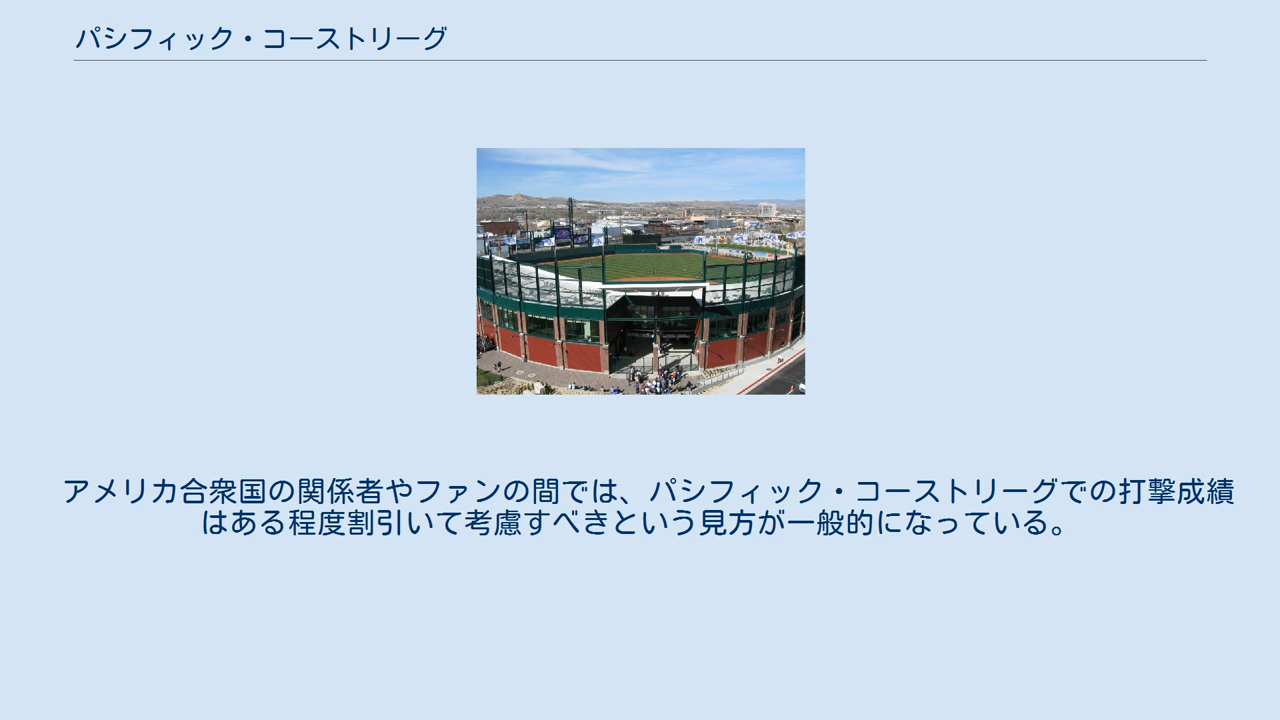 パシフィック・コーストリーグ
アメリカ合衆国の関係者やファンの間では、パシフィック・コーストリーグでの打撃成績
はある程度割引いて考慮すべきという見方が一般的になっている。